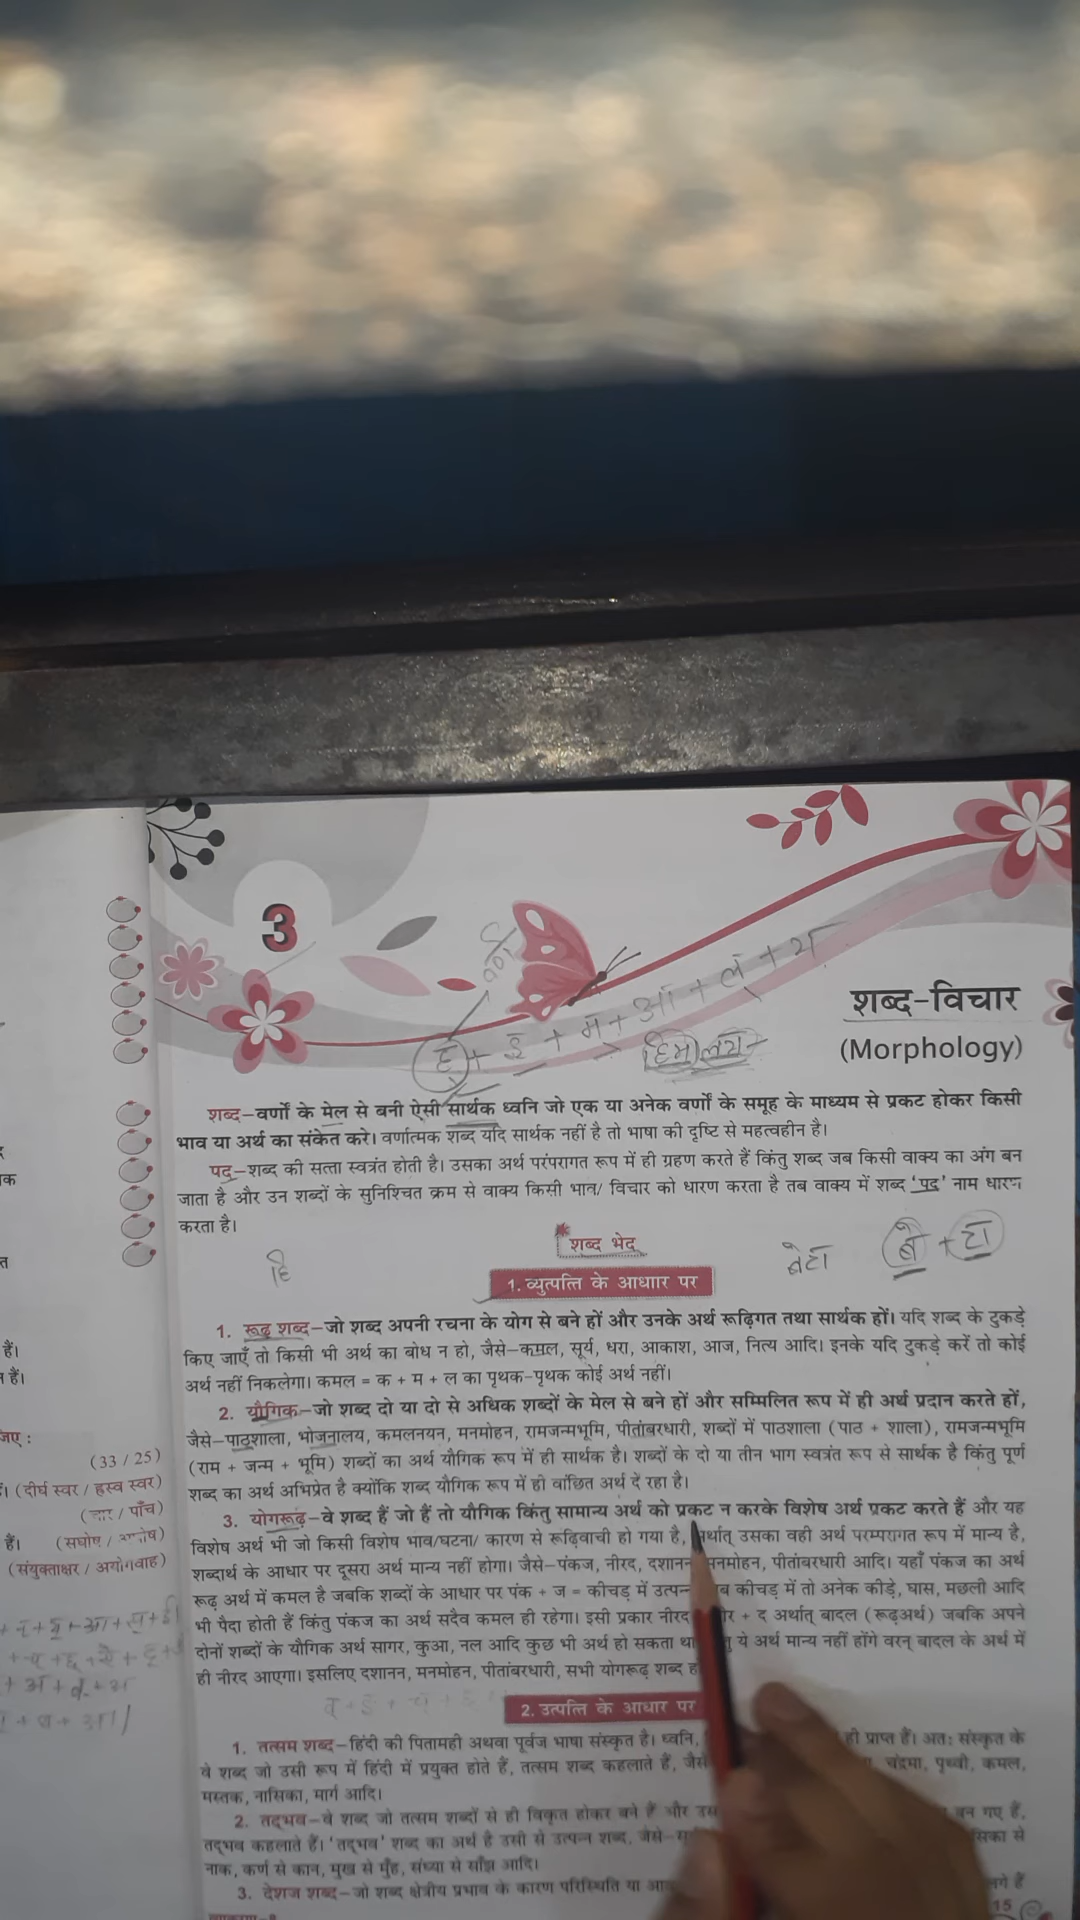 3
वर्ण
ह् + इ + म् + आ + ल् + य
हिमालय
शब्द-विचार
(Morphology)
शब्द–वर्णों के मेल से बनी ऐसी सार्थक ध्वनि जो एक या अनेक वर्णों के समूह के माध्यम से प्रकट होकर किसी
भाव या अर्थ का संकेत करे। वर्णात्मक शब्द यदि सार्थक नहीं है तो भाषा की दृष्टि से महत्वहीन है।
पद–शब्द की सत्ता स्वत्रंत होती है। उसका अर्थ परंपरागत रूप में ही ग्रहण करते हैं किंतु शब्द जब किसी वाक्य का अंग बन
जाता है और उन शब्दों के सुनिश्चित क्रम से वाक्य किसी भाव/ विचार को धारण करता है तब वाक्य में शब्द 'पद' नाम धारण
करता है।
शब्द भेद
हि
बेटा बे + टा
1. व्युत्पत्ति के आधाार पर
1. रूढ़ शब्द–जो शब्द अपनी रचना के योग से बने हों और उनके अर्थ रूढ़िगत तथा सार्थक हों। यदि शब्द के टुकड़े
किए जाएँ तो किसी भी अर्थ का बोध न हो, जैसे–कमल, सूर्य, धरा, आकाश, आज, नित्य आदि। इनके यदि टुकड़े करें तो कोई
अर्थ नहीं निकलेगा। कमल = क + म + ल का पृथक-पृथक कोई अर्थ नहीं।
2. यौगिक–जो शब्द दो या दो से अधिक शब्दों के मेल से बने हों और सम्मिलित रूप में ही अर्थ प्रदान करते हों,
जैसे–पाठ्शाला, भोजनालय, कमलनयन, मनमोहन, रामजन्मभूमि, पीतांबरधारी, शब्दों में पाठशाला (पाठ + शाला), रामजन्मभूमि
(राम + जन्म + भूमि) शब्दों का अर्थ यौगिक रूप में ही सार्थक है। शब्दों के दो या तीन भाग स्वत्रंत रूप से सार्थक है किंतु पूर्ण
शब्द का अर्थ अभिप्रेत है क्योंकि शब्द यौगिक रूप में ही वांछित अर्थ दे रहा है।
3. योगरूढ़–वे शब्द हैं जो हैं तो यौगिक किंतु सामान्य अर्थ को प्रकट न करके विशेष अर्थ प्रकट करते हैं और यह
विशेष अर्थ भी जो किसी विशेष भाव/घटना/ कारण से रूढ़िवाची हो गया है, अर्थात् उसका वही अर्थ परम्परागत रूप में मान्य है,
शब्दार्थ के आधार पर दूसरा अर्थ मान्य नहीं होगा। जैसे–पंकज, नीरद, दशानन मनमोहन, पीतांबरधारी आदि। यहाँ पंकज का अर्थ
रूढ़ अर्थ में कमल है जबकि शब्दों के आधार पर पंक + ज = कीचड़ में उत्पन्न कीचड़ में तो अनेक कीड़े, घास, मछली आदि
भी पैदा होती हैं किंतु पंकज का अर्थ सदैव कमल ही रहेगा। इसी प्रकार नीरद + द अर्थात् बादल (रूढ़अर्थ) जबकि अपने
दोनों शब्दों के यौगिक अर्थ सागर, कुआ, नल आदि कुछ भी अर्थ हो सकता था ये अर्थ मान्य नहीं होंगे वरन् बादल के अर्थ में
ही नीरद आएगा। इसलिए दशानन, मनमोहन, पीतांबरधारी, सभी योगरूढ़ शब्द
2. उत्पत्ति के आधार पर
1. तत्सम शब्द–हिंदी की पितामही अथवा पूर्वज भाषा संस्कृत है। ध्वनि, ही प्राप्त हैं। अतः संस्कृत के
वे शब्द जो उसी रूप में हिंदी में प्रयुक्त होते हैं, तत्सम शब्द कहलाते हैं, जैसे चंद्रमा, पृथ्वी, कमल,
मस्तक, नासिका, मार्ग आदि।
2. तद्भव–वे शब्द जो तत्सम शब्दों से ही विकृत होकर बने हैं और बन गए हैं,
तद्भव कहलाते हैं। 'तद्भव' शब्द का अर्थ है उसी से उत्पन्न शब्द, जैसे
नाक, कर्ण से कान, मुख से मुँह, संध्या से साँझ आदि।
3. देशज शब्द–जो शब्द क्षेत्रीय प्रभाव के कारण परिस्थिति या
15
हैं।
(33 / 25)
(दीर्घ स्वर / ह्रस्व स्वर)
(चार / पाँच)
हैं। (सघोष / अघोष)
(संयुक्ताक्षर / अयोगवाह)